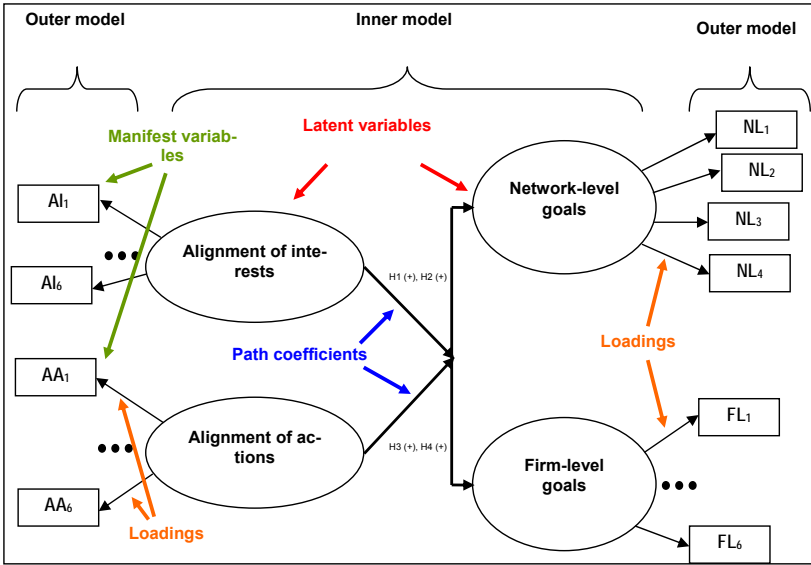 Outer model
Inner model
Outer model
Manifest variab-
les
Latent variables
NL1
NL2
NL3
NL4
Network-level
goals
AI1
AI6
Alignment of inte-
rests
H1 (+), H2 (+)
Path coefficients
Loadings
AA1
AA6
Alignment of ac-
tions
H3 (+), H4 (+)
Loadings
Firm-level
goals
FL1
FL6